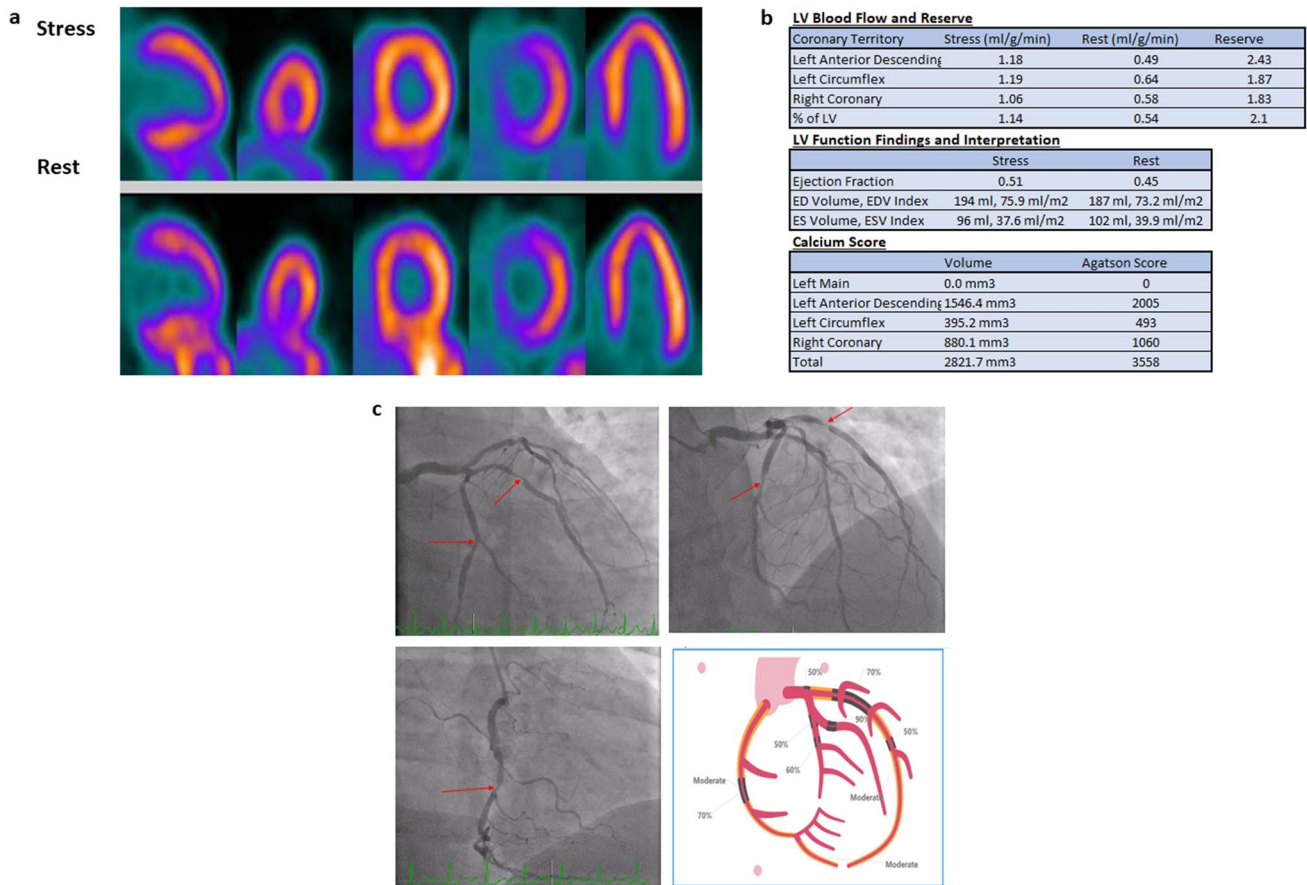 a
Stress
Rest
b
LV Blood Flow and Reserve
Coronary Territory Stress (ml/g/min) Rest (ml/g/min) Reserve
Left Anterior Descending 1.18 0.49 2.43
Left Circumflex 1.19 0.64 1.87
Right Coronary 1.06 0.58 1.83
% of LV 1.14 0.54 2.1
LV Function Findings and Interpretation
Stress Rest
Ejection Fraction 0.51 0.45
ED Volume, EDV Index 194 ml, 75.9 ml/m2 187 ml, 73.2 ml/m2
ES Volume, ESV Index 96 ml, 37.6 ml/m2 102 ml, 39.9 ml/m2
Calcium Score
Volume Agatson Score
Left Main 0.0 mm3 0
Left Anterior Descending 1546.4 mm3 2005
Left Circumflex 395.2 mm3 493
Right Coronary 880.1 mm3 1060
Total 2821.7 mm3 3558
c
50% 70%
90%
50%
50%
60%
Moderate
Moderate
70%
Moderate